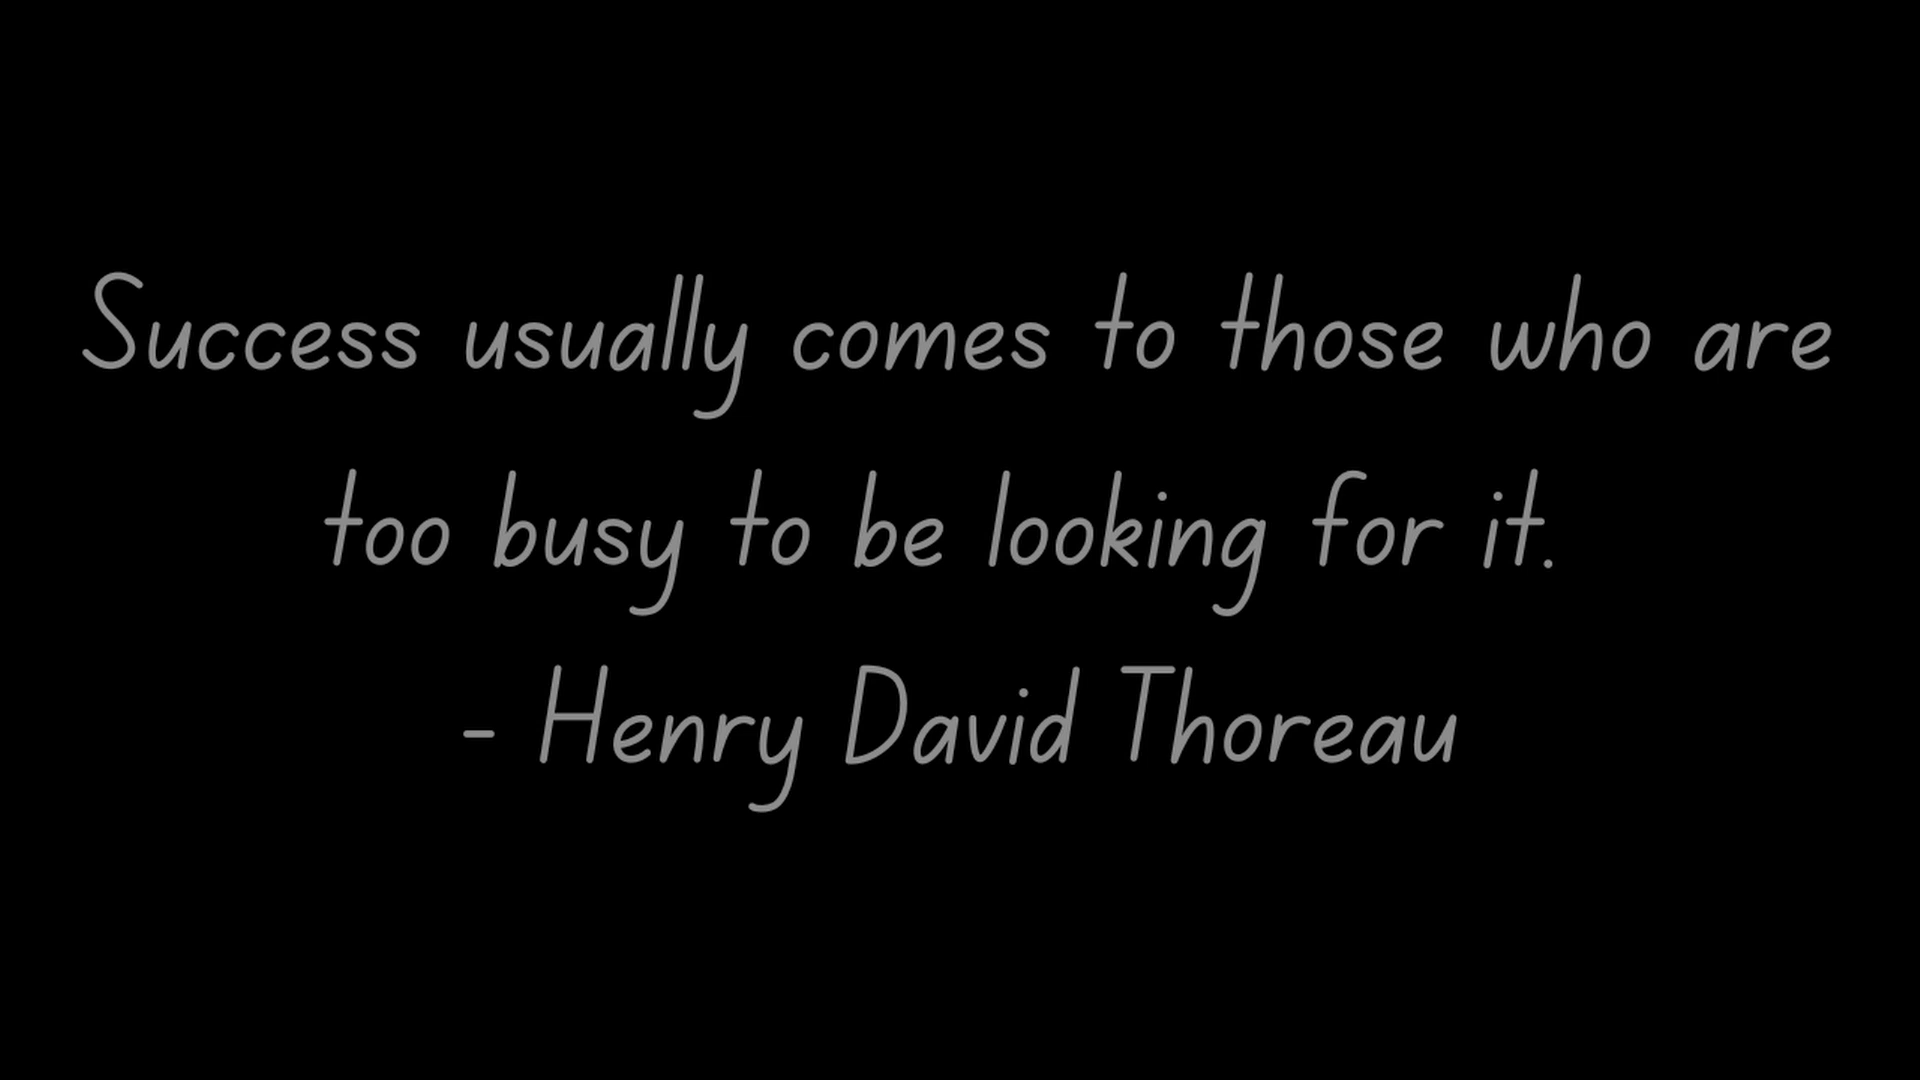 Success usually comes to those who are
too busy to be looking for it.
- Henry David Thoreau